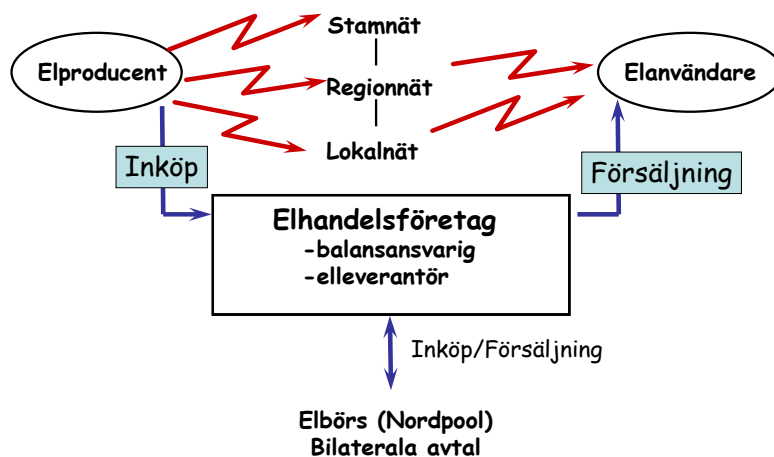 Stamnät
Elproducent
Regionnät
Elanvändare
Lokalnät
Inköp
Försäljning
Elhandelsföretag
-balansansvarig
-elleverantör
Inköp/Försäljning
Elbörs (Nordpool)
Bilaterala avtal